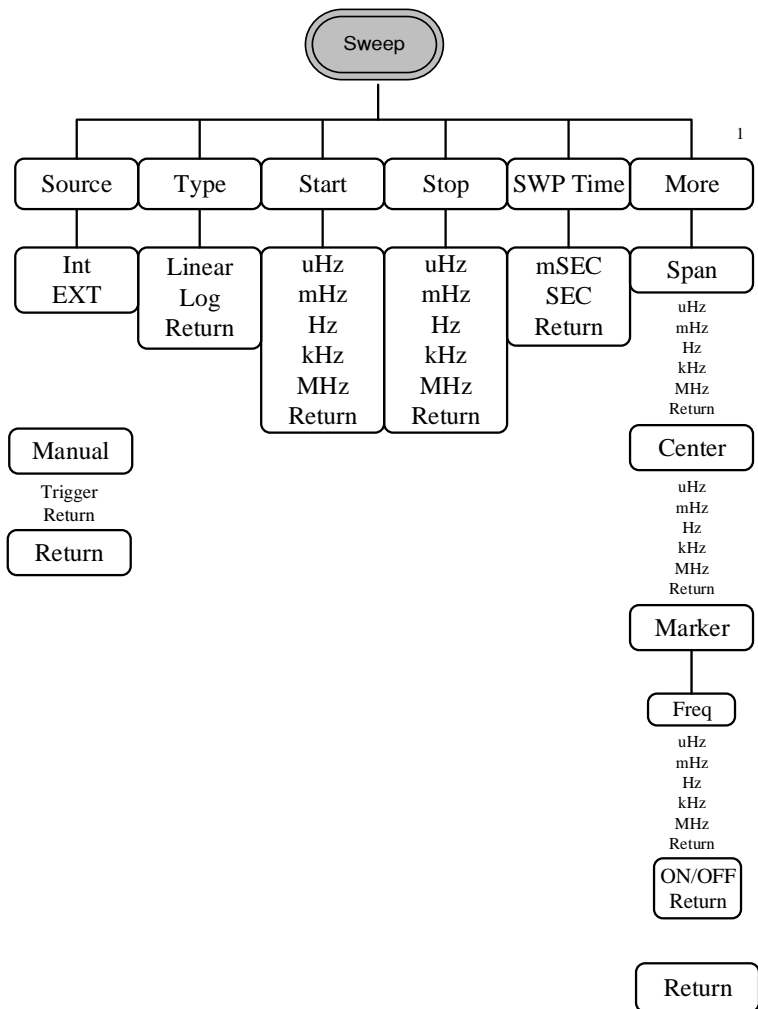 Sweep
1
Source
Type
Start
Stop
SWP Time
More
Int
EXT
Linear
Log
Return
uHz
mHz
Hz
kHz
MHz
Return
uHz
mHz
Hz
kHz
MHz
Return
mSEC
SEC
Return
Span
uHz
mHz
Hz
kHz
MHz
Return
Manual
Trigger
Return
Return
Center
uHz
mHz
Hz
kHz
MHz
Return
Marker
Freq
uHz
mHz
Hz
kHz
MHz
Return
ON/OFF
Return
Return